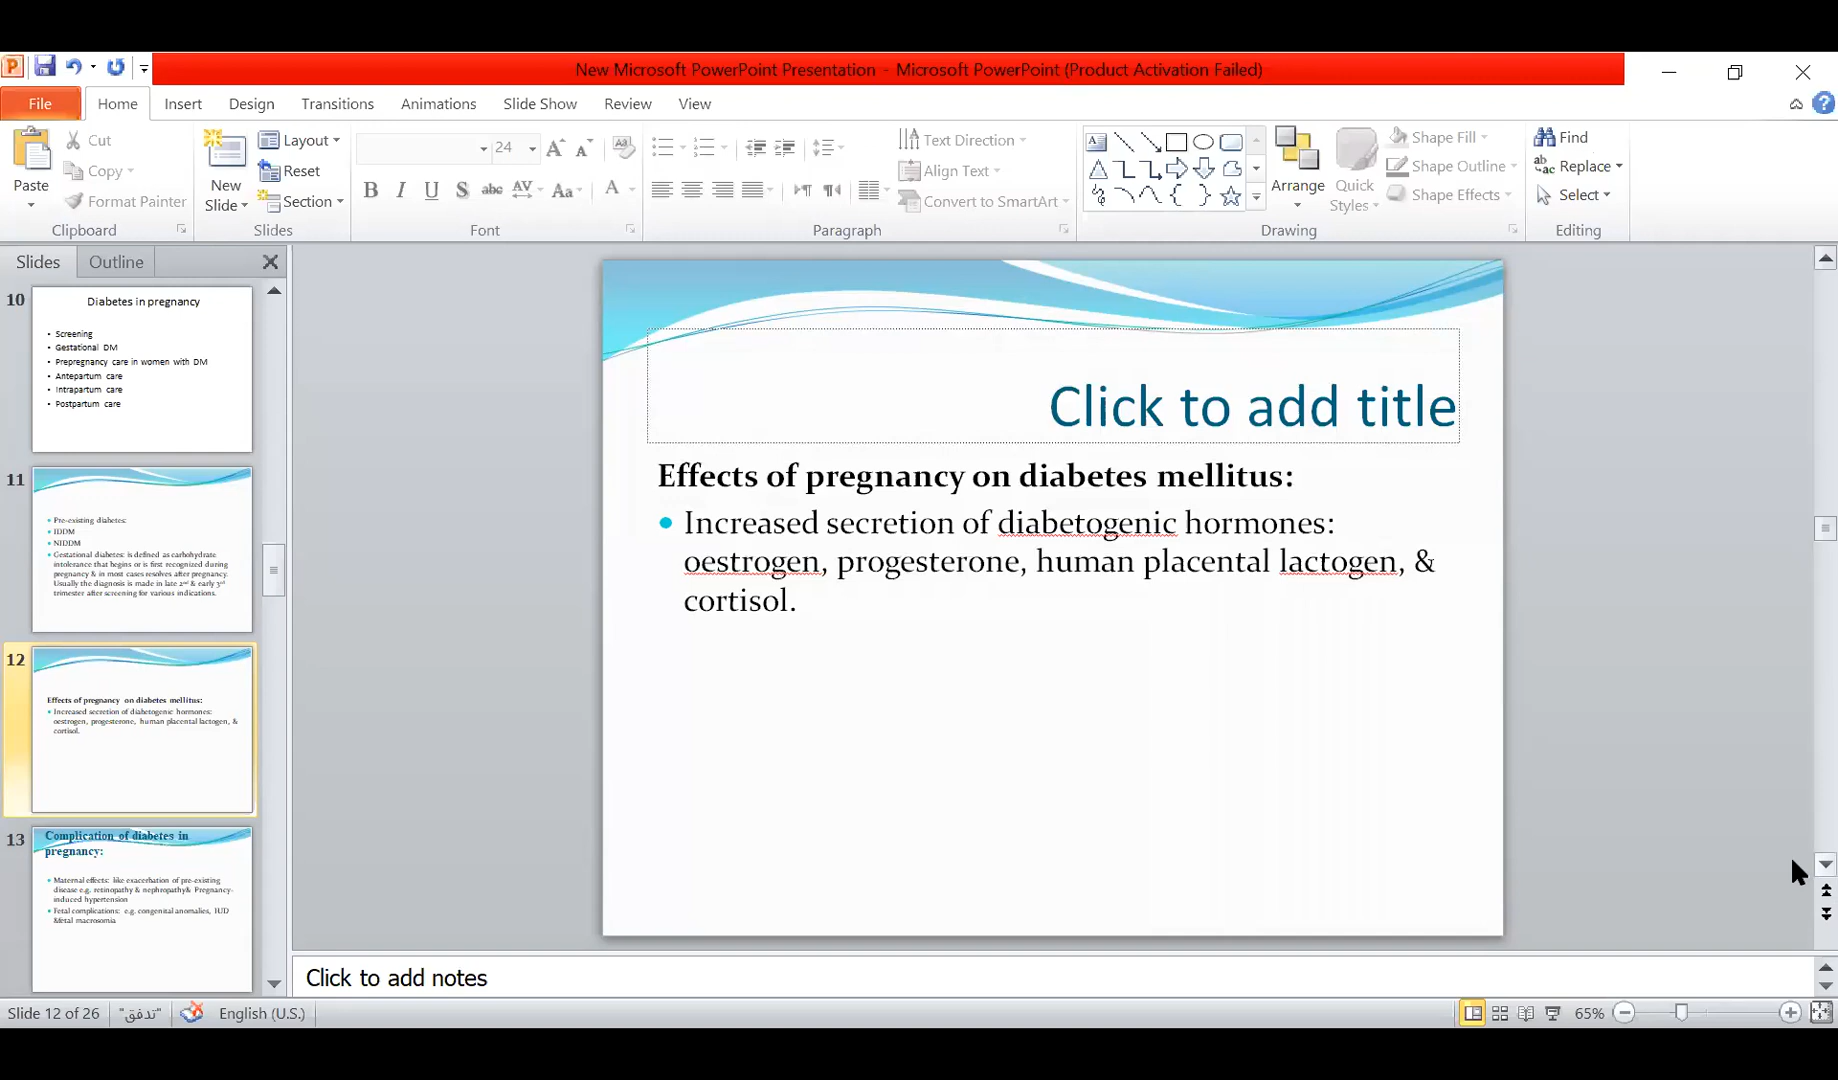 New Microsoft PowerPoint Presentation - Microsoft PowerPoint (Product Activation Failed)
File Home Insert Design Transitions Animations Slide Show Review View
Paste
Cut
Copy
Format Painter
Clipboard
New Slide
Layout
Reset
Section
Slides
24
Font
Paragraph
Text Direction
Align Text
Convert to SmartArt
Arrange
Quick Styles
Shape Fill
Shape Outline
Shape Effects
Drawing
Find
Replace
Select
Editing
Slides Outline
10
Diabetes in pregnancy
• Screening
• Gestational DM
• Prepregnancy care in women with DM
• Antepartum care
• Intrapartum care
• Postpartum care
11
Pre-existing diabetes:
IDDM
NIDDM
Gestational diabetes: is defined as carbohydrate
intolerance that begins or is first recognized during
pregnancy & in most cases resolves after pregnancy.
Usually the diagnosis is made in late 2nd & early 3rd
trimester after screening for various indications.
12
Effects of pregnancy on diabetes mellitus:
Increased secretion of diabetogenic hormones:
oestrogen, progesterone, human placental lactogen, &
cortisol.
13
Complication of diabetes in
pregnancy:
Maternal effects: like exacerbation of pre-existing
disease e.g. retinopathy & nephropathy& Pregnancy-
induced hypertension
Fetal complications: e.g. congenital anomalies, IUD
&fetal macrosomia
Click to add title
Effects of pregnancy on diabetes mellitus:
• Increased secretion of diabetogenic hormones:
oestrogen, progesterone, human placental lactogen, &
cortisol.
Click to add notes
Slide 12 of 26
"تدفق"
English (U.S.)
65%